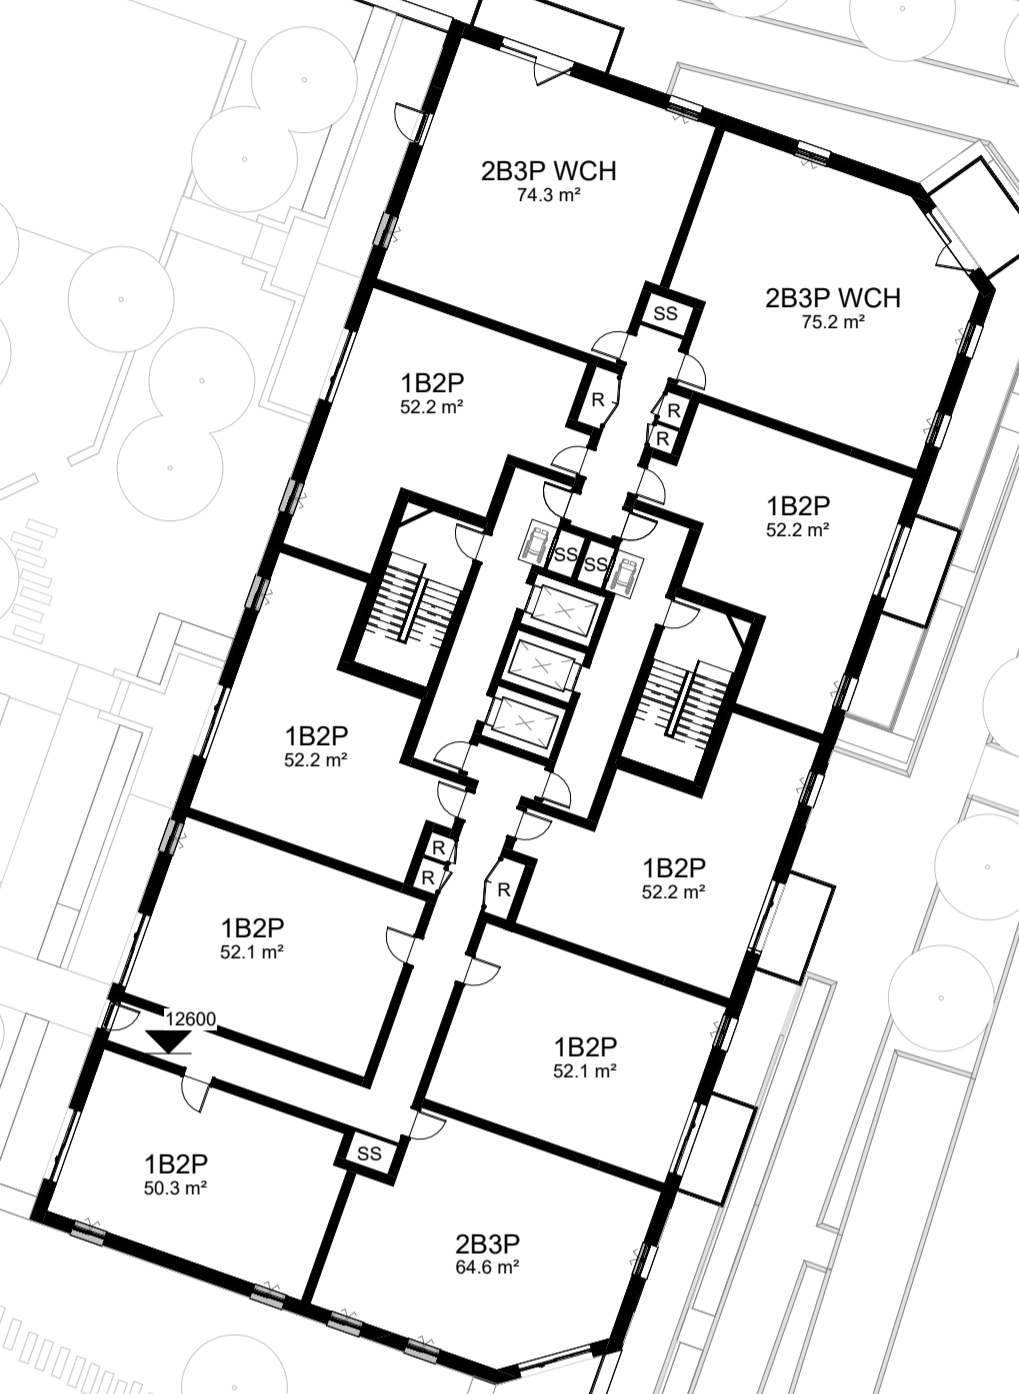 2B3P WCH
74.3 m²
2B3P WCH
75.2 m²
SS
1B2P
52.2 m²
R
R
R
1B2P
52.2 m²
SS
SS
1B2P
52.2 m²
R
R
R
1B2P
52.2 m²
1B2P
52.1 m²
12600
1B2P
52.1 m²
SS
1B2P
50.3 m²
2B3P
64.6 m²